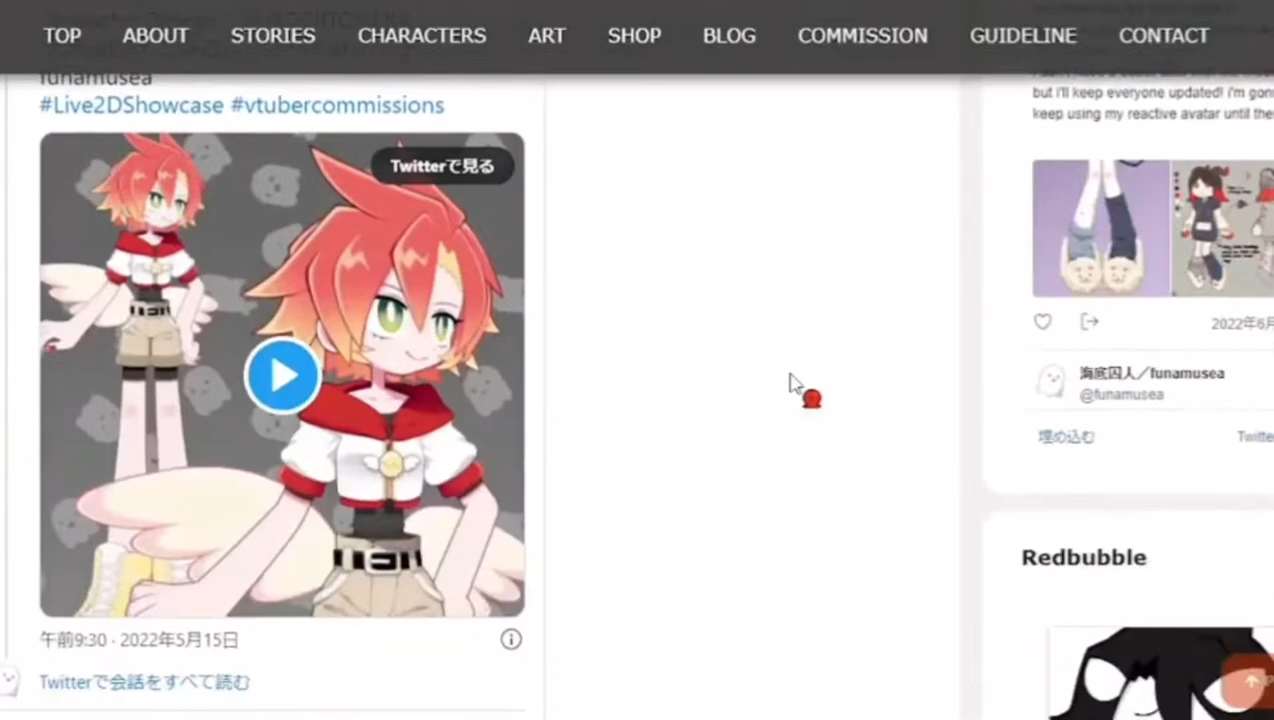 TOP ABOUT STORIES CHARACTERS ART SHOP BLOG COMMISSION GUIDELINE CONTACT
funamusea
#Live2DShowcase #vtubercommissions
Twitterで見る
午前9:30 · 2022年5月15日
Twitterで会話をすべて読む
but i'll keep everyone updated! i'm gon
keep using my reactive avatar until the
2022年6月
海底囚人／funamusea
@funamusea
埋め込む
Twitte
Redbubble